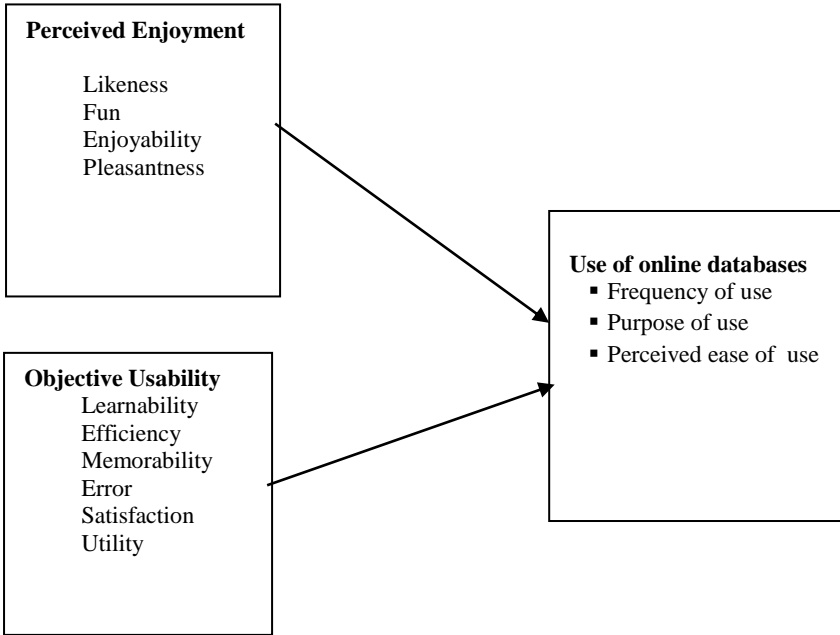 Perceived Enjoyment
Likeness
Fun
Enjoyability
Pleasantness
Use of online databases
▪ Frequency of use
▪ Purpose of use
▪ Perceived ease of use
Objective Usability
Learnability
Efficiency
Memorability
Error
Satisfaction
Utility